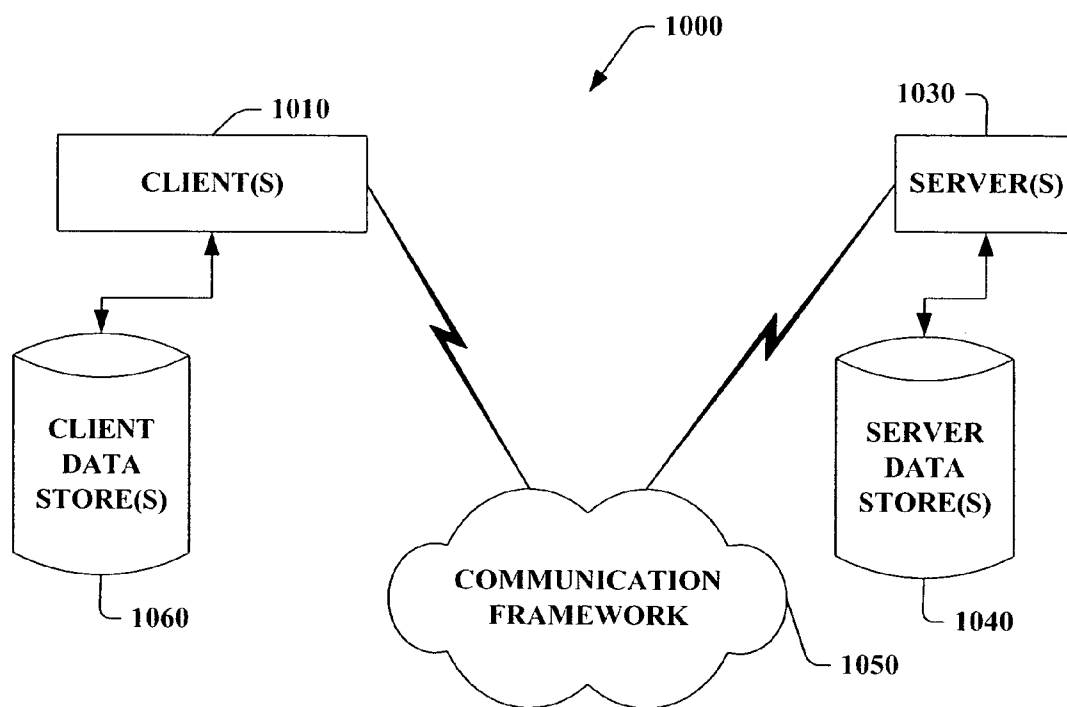 1000
1010
1030
CLIENT(S)
SERVER(S)
CLIENT
DATA
STORE(S)
SERVER
DATA
STORE(S)
COMMUNICATION
FRAMEWORK
1060
1040
1050